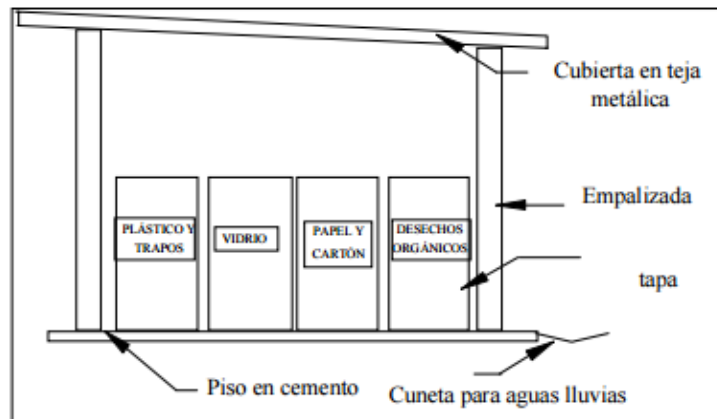 Cubierta en teja
metálica
Empalizada
PLÁSTICO Y
TRAPOS
VIDRIO
PAPEL Y
CARTÓN
DESECHOS
ORGÁNICOS
tapa
Piso en cemento
Cuneta para aguas lluvias